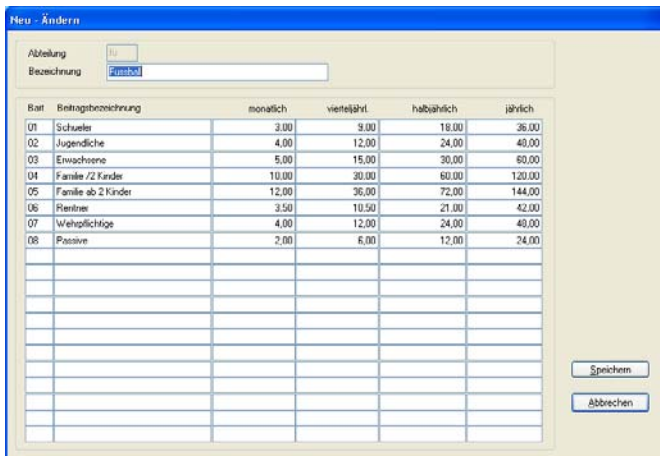 Neu - Ändern
Abteilung fu
Bezeichnung Fussball
Bart Beitragsbezeichnung monatlich vierteljährl. halbjährlich jährlich
01 Schueler 3,00 9,00 18,00 36,00
02 Jugendliche 4,00 12,00 24,00 48,00
03 Erwachsene 5,00 15,00 30,00 60,00
04 Familie /2 Kinder 10,00 30,00 60,00 120,00
05 Familie ab 2 Kinder 12,00 36,00 72,00 144,00
06 Rentner 3,50 10,50 21,00 42,00
07 Wehrpflichtige 4,00 12,00 24,00 48,00
08 Passive 2,00 6,00 12,00 24,00
Speichern
Abbrechen